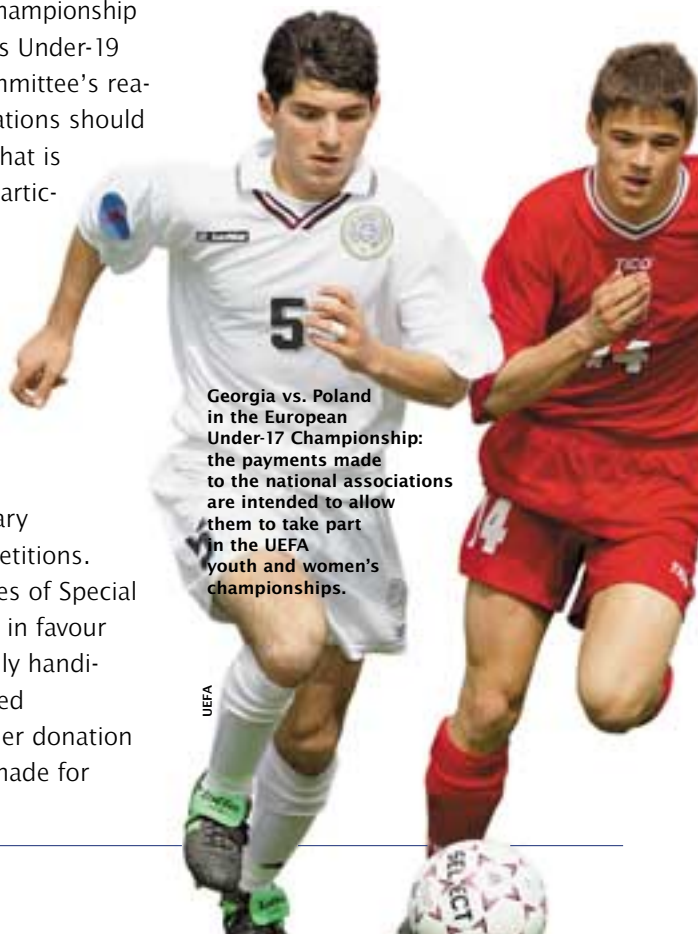 hampionship
s Under-19
mmittee's rea-
ations should
hat is
artic-
TICO
5
14
Georgia vs. Poland
in the European
Under-17 Championship:
the payments made
to the national associations
are intended to allow
them to take part
in the UEFA
youth and women's
championships.
14
ary
etitions.
es of Special
in favour
ly handi-
ed
er donation
made for
UEFA
SELECT